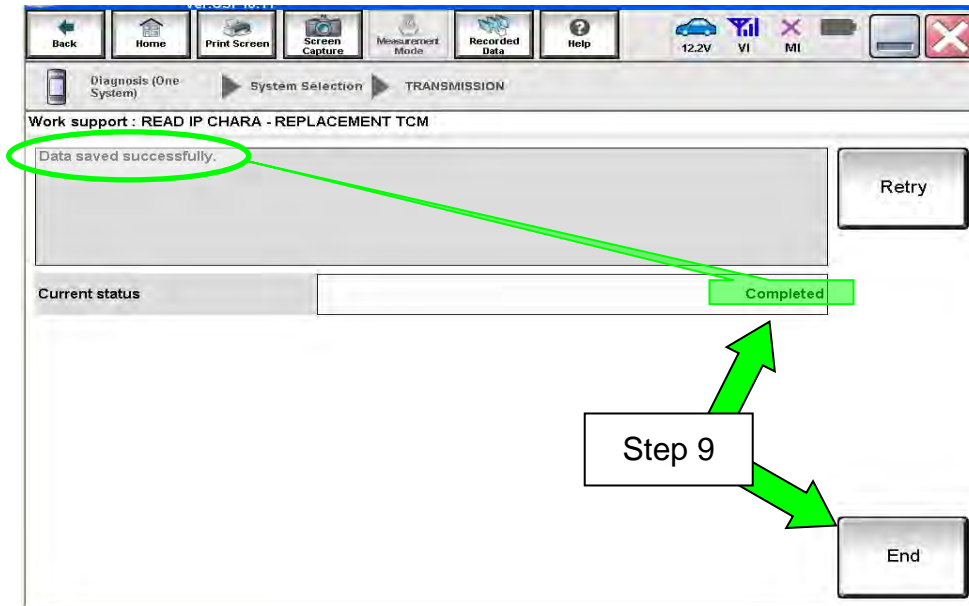 Back
Home
Print Screen
Screen Capture
Measurement Mode
Recorded Data
Help
12.2V
VI
MI
Diagnosis (One System)
System Selection
TRANSMISSION
Work support : READ IP CHARA - REPLACEMENT TCM
Data saved successfully.
Retry
Current status
Completed
Step 9
End